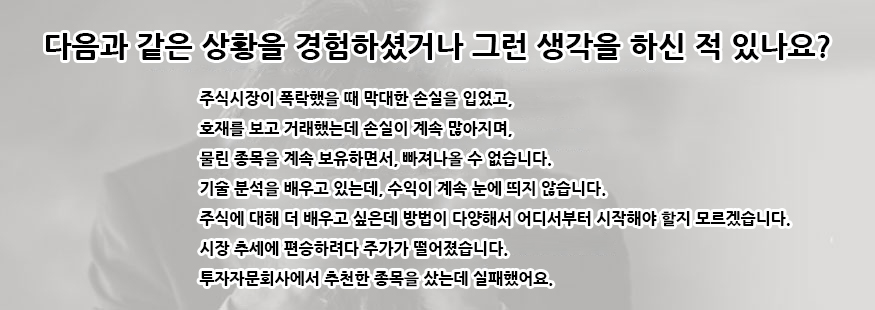 다음과 같은 상황을 경험하셨거나 그런 생각을 하신 적 있나요?
주식시장이 폭락했을 때 막대한 손실을 입었고,
호재를 보고 거래했는데 손실이 계속 많아지며,
물린 종목을 계속 보유하면서, 빠져나올 수 없습니다.
기술 분석을 배우고 있는데, 수익이 계속 눈에 띄지 않습니다.
주식에 대해 더 배우고 싶은데 방법이 다양해서 어디서부터 시작해야 할지 모르겠습니다.
시장 추세에 편승하려다 주가가 떨어졌습니다.
투자자문회사에서 추천한 종목을 샀는데 실패했어요.